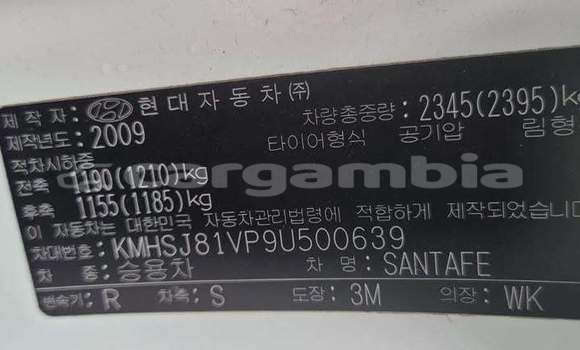 제작자: 현대자동차㈜
제작년도: 2009 차량총중량: 2345(2395)k
타이어형식 공기압 림형
적차시하중
전축 1190(1210)kg
후축 1155(1185)kg
rgambia
이 자동차는 대한민국 자동차관리법령에 적합하게 제작되었습
차대번호: KMHSJ81VP9U500639
차 종: 승용차 차 명: SANTAFE
변속기: R 차축: S 도장: 3M 의장: WK